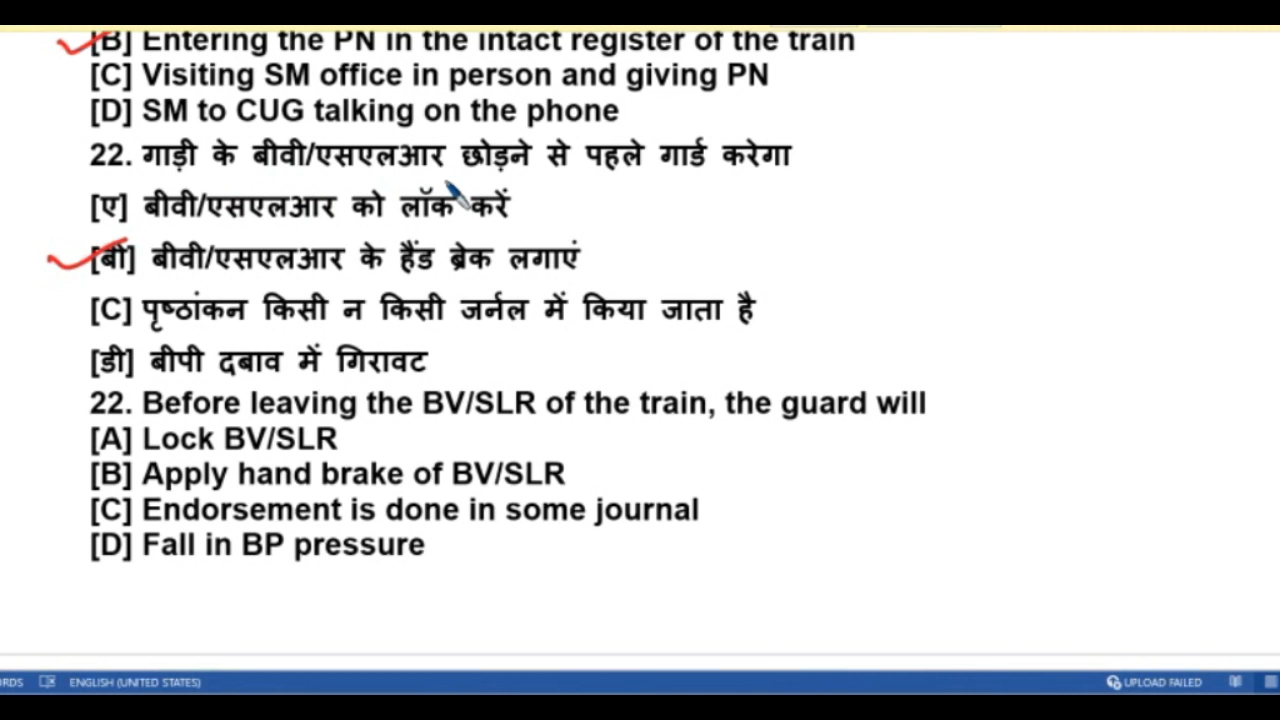 [B] Entering the PN in the intact register of the train
[C] Visiting SM office in person and giving PN
[D] SM to CUG talking on the phone
22. गाड़ी के बीवी/एसएलआर छोड़ने से पहले गार्ड करेगा
[ए] बीवी/एसएलआर को लॉक करें
[बी] बीवी/एसएलआर के हैंड ब्रेक लगाएं
[C] पृष्ठांकन किसी न किसी जर्नल में किया जाता है
[डी] बीपी दबाव में गिरावट
22. Before leaving the BV/SLR of the train, the guard will
[A] Lock BV/SLR
[B] Apply hand brake of BV/SLR
[C] Endorsement is done in some journal
[D] Fall in BP pressure
ORDS ENGLISH (UNITED STATES) UPLOAD FAILED